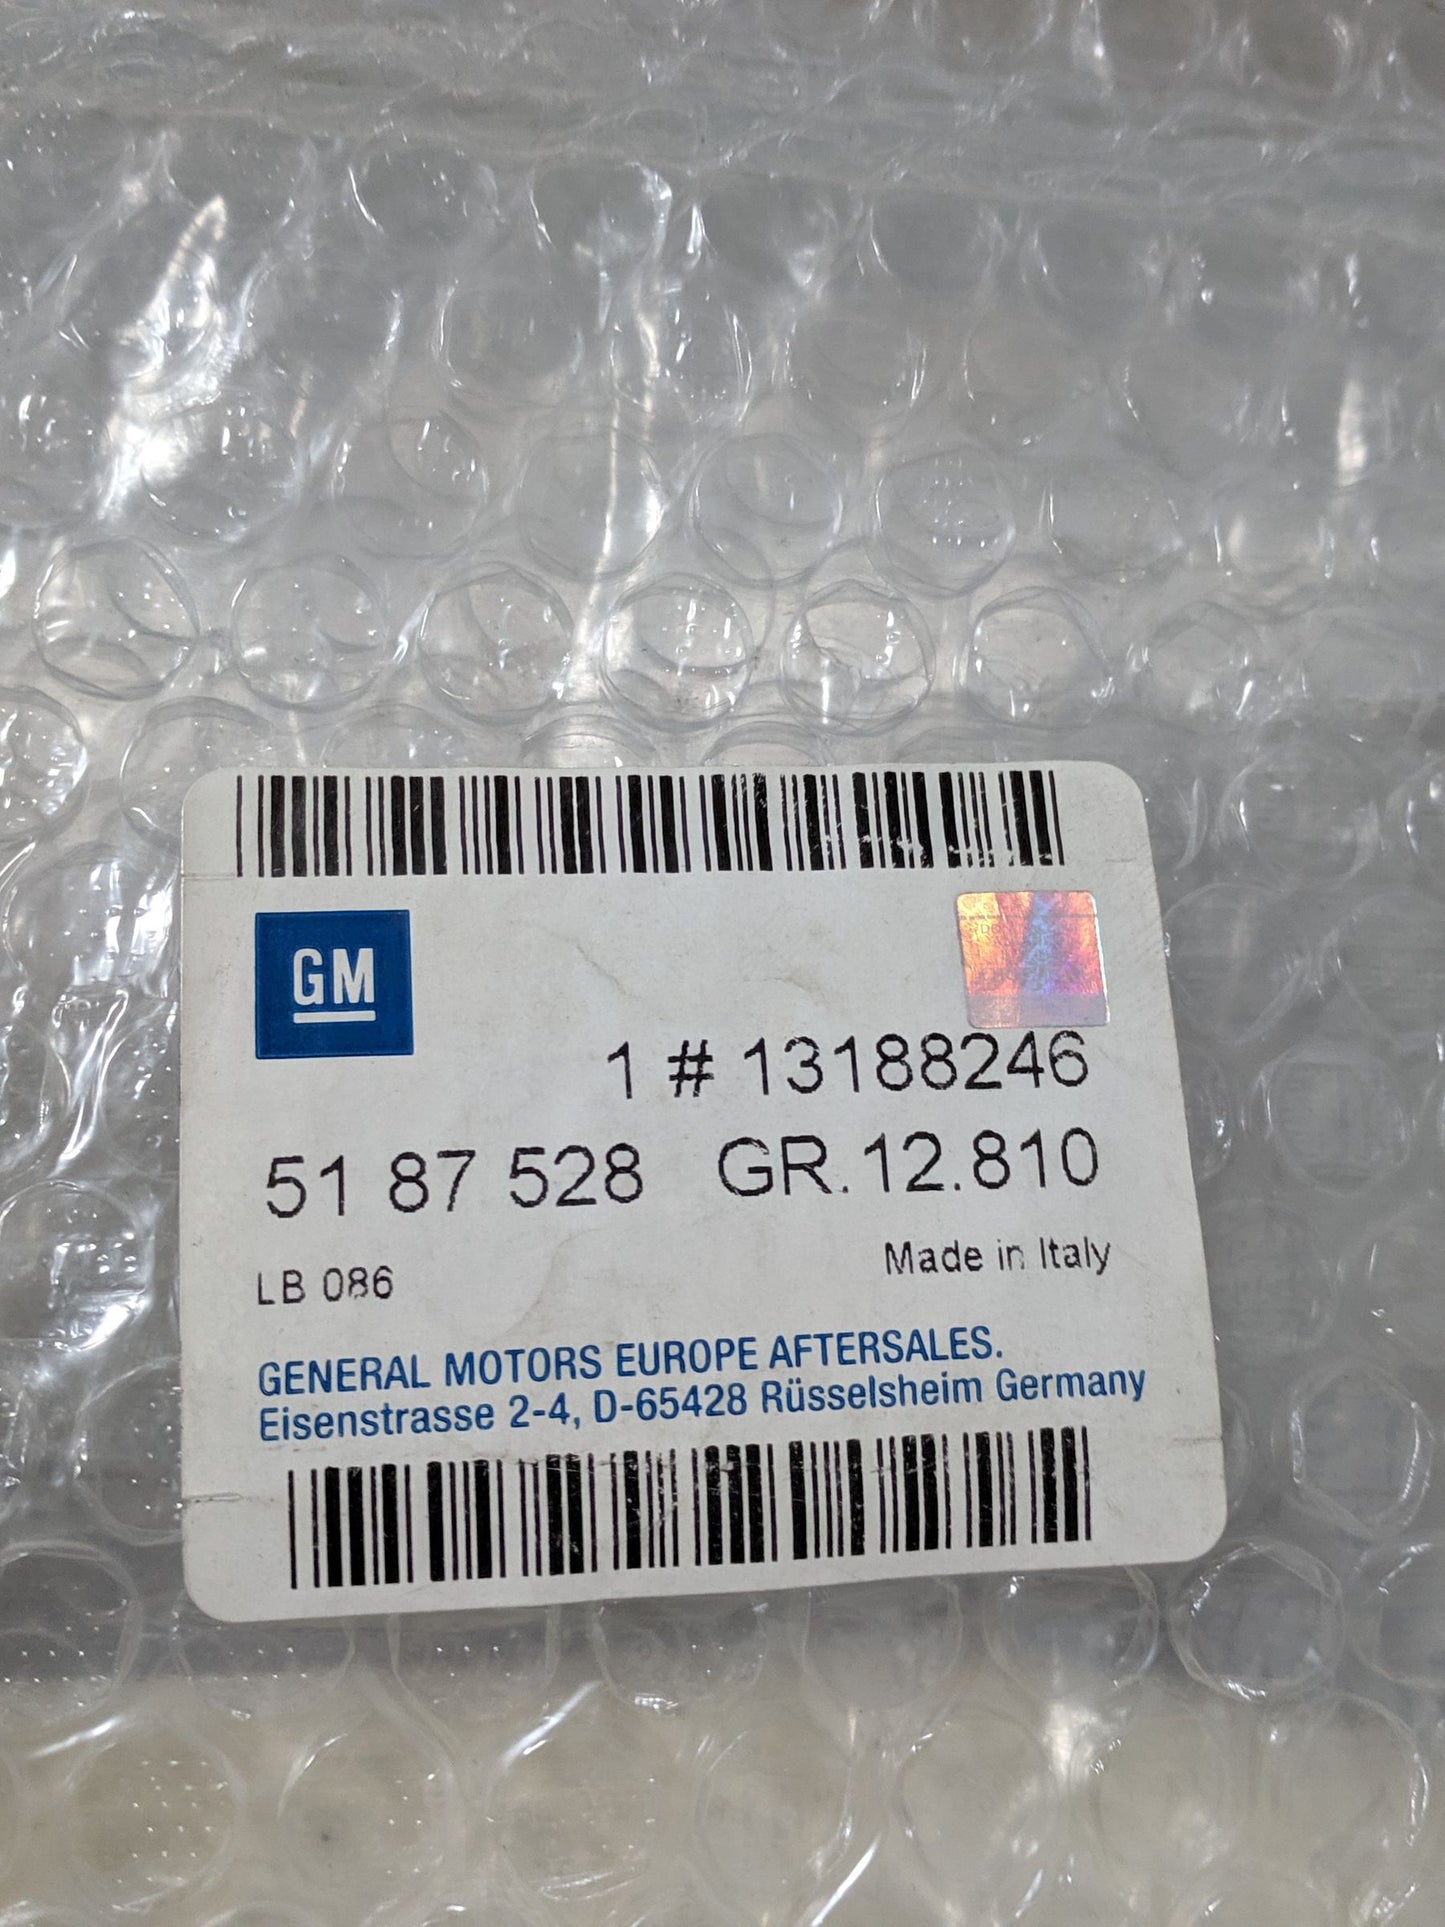 GM
1 # 13188246
51 87 528 GR. 12.810
LB 086
Made in Italy
GENERAL MOTORS EUROPE AFTERSALES.
Eisenstrasse 2-4, D-65428 Rüsselsheim Germany